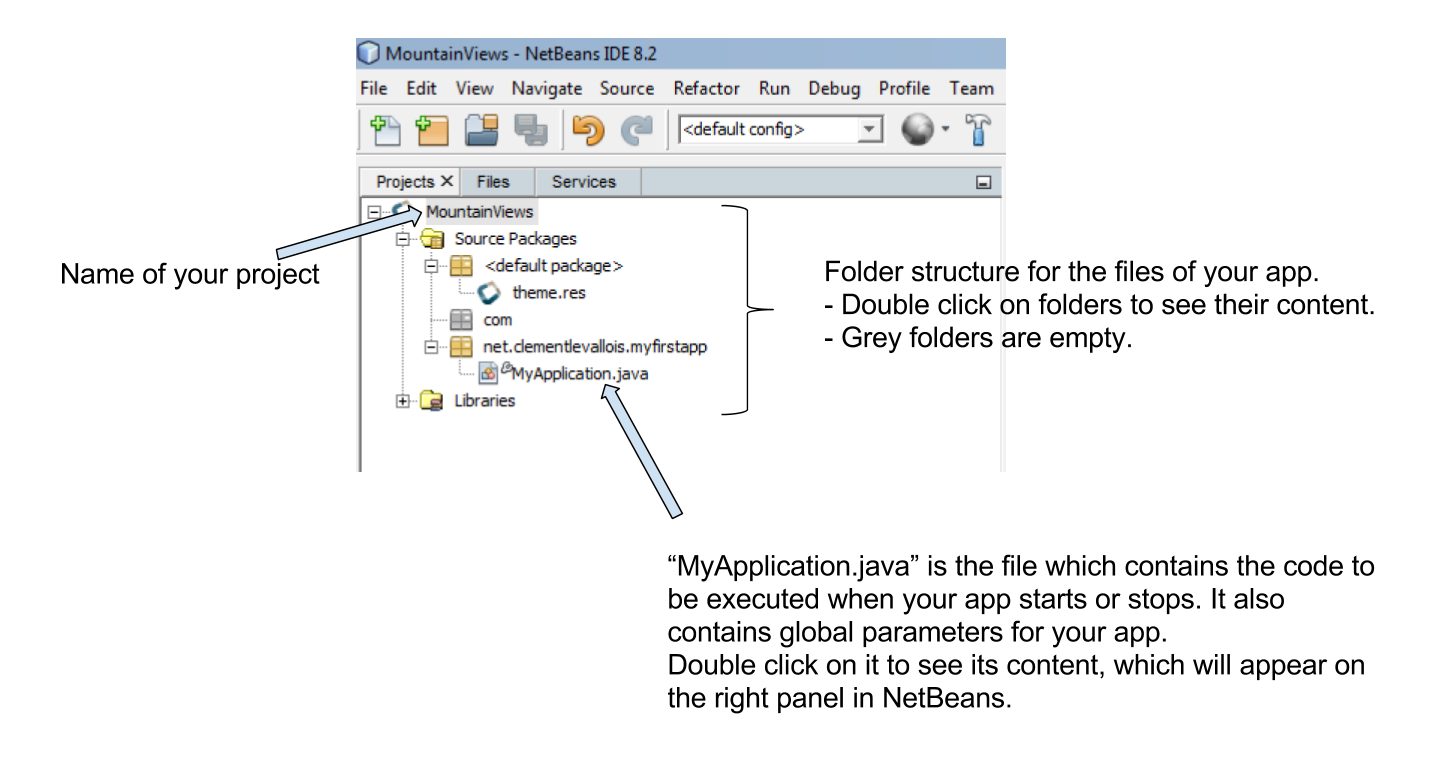 MountainViews - NetBeans IDE 8.2
File Edit View Navigate Source Refactor Run Debug Profile Team
<default config>
Projects X Files Services
MountainViews
Source Packages
<default package>
theme.res
com
net.clementlevallois.myfirstapp
MyApplication.java
Libraries
Name of your project
Folder structure for the files of your app.
- Double click on folders to see their content.
- Grey folders are empty.
“MyApplication.java” is the file which contains the code to
be executed when your app starts or stops. It also
contains global parameters for your app.
Double click on it to see its content, which will appear on
the right panel in NetBeans.